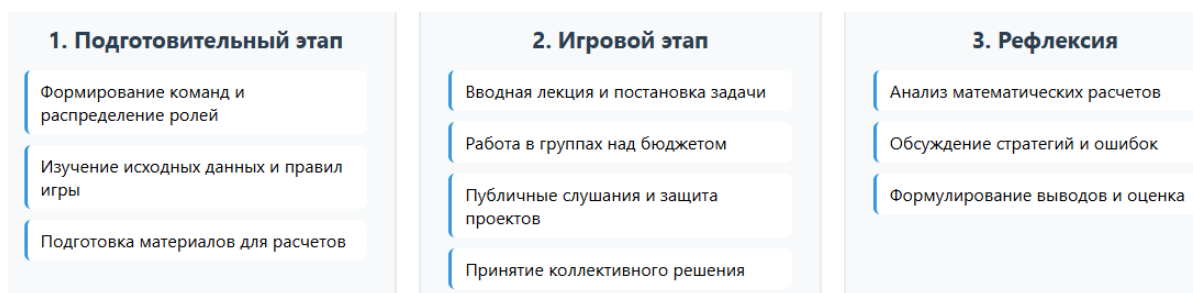 1. Подготовительный этап
Формирование команд и
распределение ролей
Изучение исходных данных и правил
игры
Подготовка материалов для расчетов
2. Игровой этап
Вводная лекция и постановка задачи
Работа в группах над бюджетом
Публичные слушания и защита
проектов
Принятие коллективного решения
3. Рефлексия
Анализ математических расчетов
Обсуждение стратегий и ошибок
Формулирование выводов и оценка